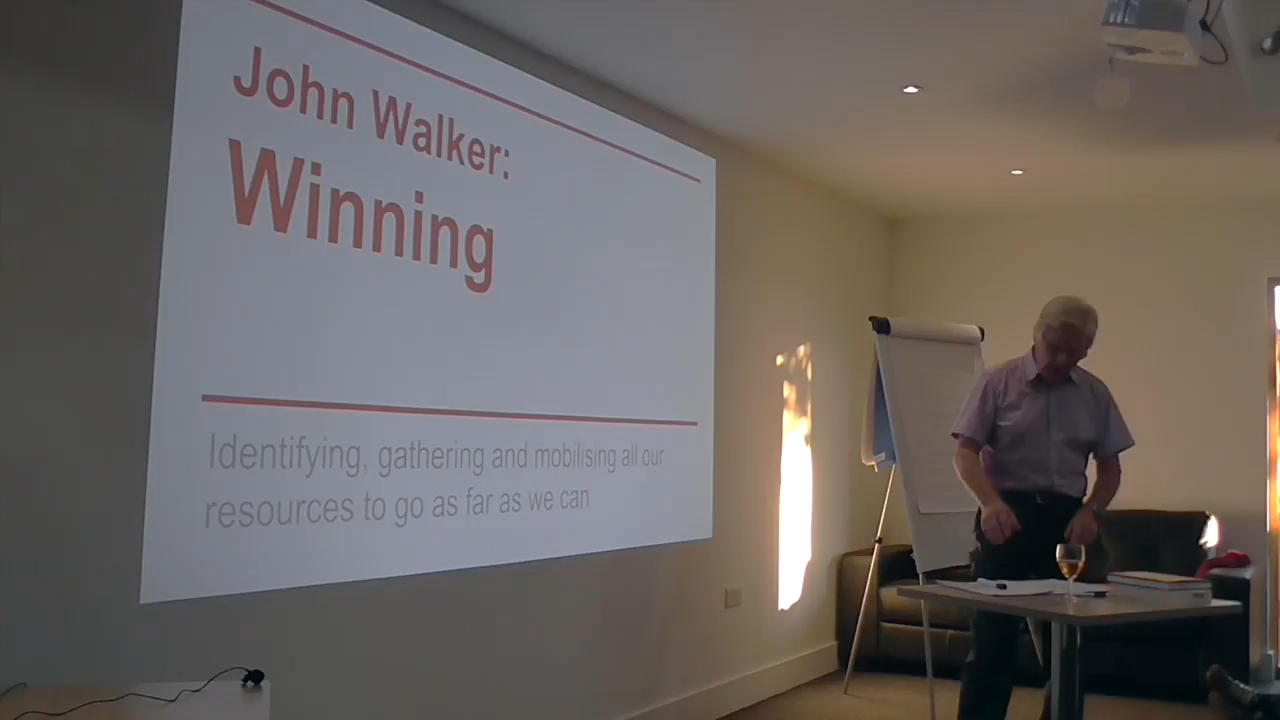 John Walker:
Winning
Identifying, gathering and mobilising all our
resources to go as far as we can